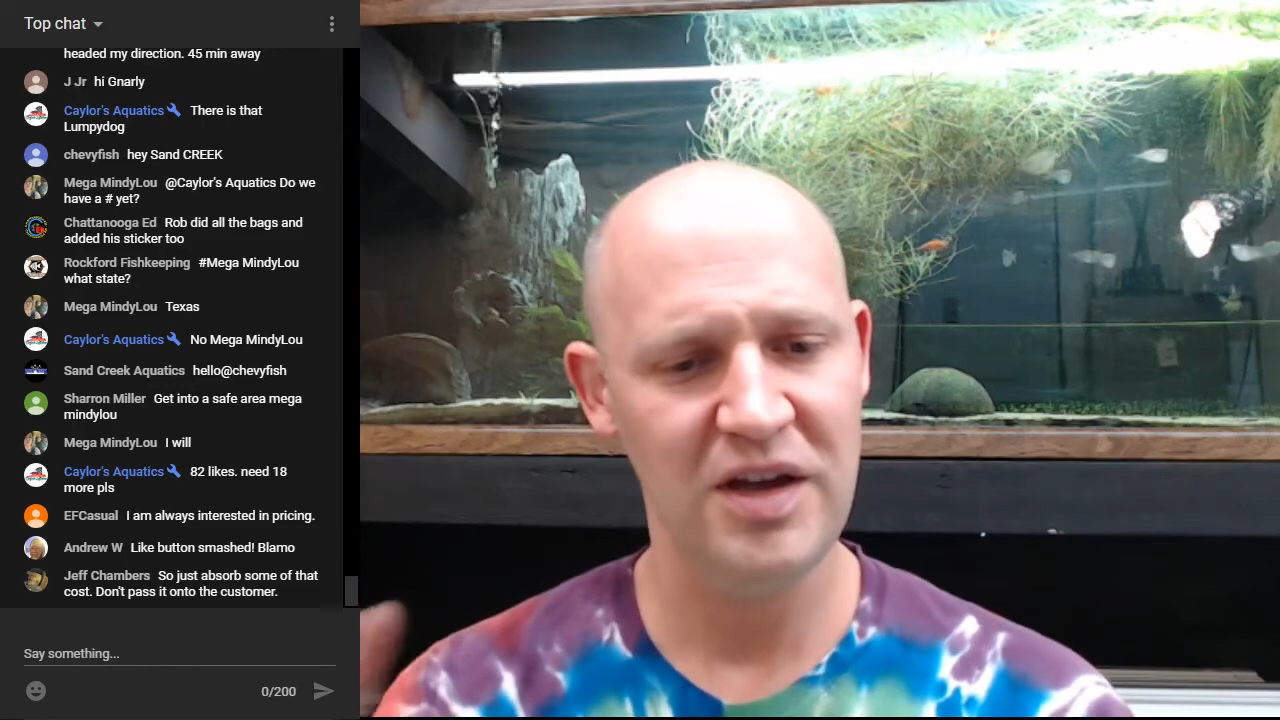 Top chat
headed my direction. 45 min away
J Jr hi Gnarly
Caylor's Aquatics There is that
Lumpydog
chevyfish hey Sand CREEK
Mega MindyLou @Caylor's Aquatics Do we
have a # yet?
Chattanooga Ed Rob did all the bags and
added his sticker too
Rockford Fishkeeping #Mega MindyLou
what state?
Mega MindyLou Texas
Caylor's Aquatics No Mega MindyLou
Sand Creek Aquatics hello@chevyfish
Sharron Miller Get into a safe area mega
mindylou
Mega MindyLou I will
Caylor's Aquatics 82 likes. need 18
more pls
EFCasual I am always interested in pricing.
Andrew W Like button smashed! Blamo
Jeff Chambers So just absorb some of that
cost. Don't pass it onto the customer.
Say something...
0/200